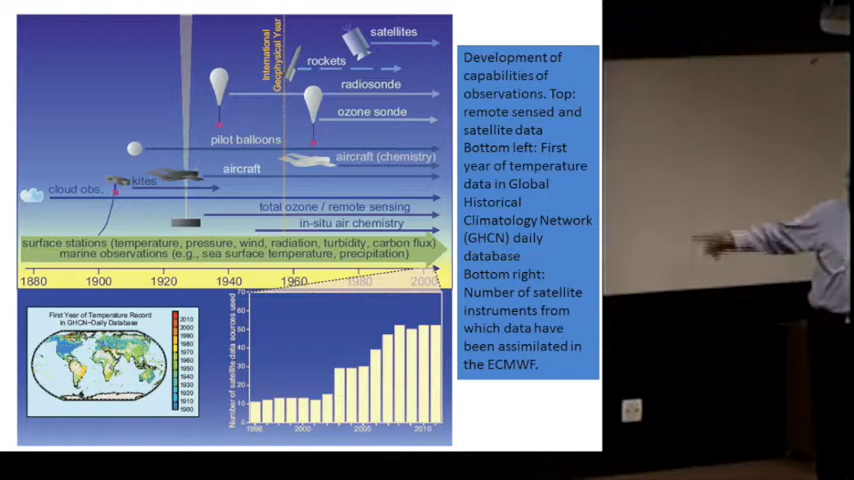 International
Geophysical Year
satellites
rockets
radiosonde
ozone sonde
pilot balloons
aircraft (chemistry)
aircraft
kites
cloud obs.
total ozone / remote sensing
in-situ air chemistry
surface stations (temperature, pressure, wind, radiation, turbidity, carbon flux)
marine observations (e.g., sea surface temperature, precipitation)
1880 1900 1920 1940 1960 1980 2000
First Year of Temperature Record
in GHCN-Daily Database
2010
2000
1990
1980
1970
1960
1950
1940
1930
1920
1910
1900
Number of satellite data sources used
70
60
50
40
30
20
10
0
1996 2000 2005 2010
Development of
capabilities of
observations. Top:
remote sensed and
satellite data
Bottom left: First
year of temperature
data in Global
Historical
Climatology Network
(GHCN) daily
database
Bottom right:
Number of satellite
instruments from
which data have
been assimilated in
the ECMWF.